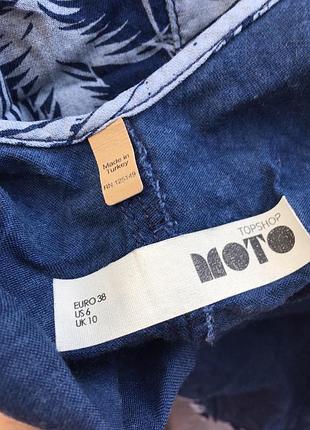 Made in
Turkey
RN 125149
TOPSHOP
MOTO
EURO 38
US 6
UK 10